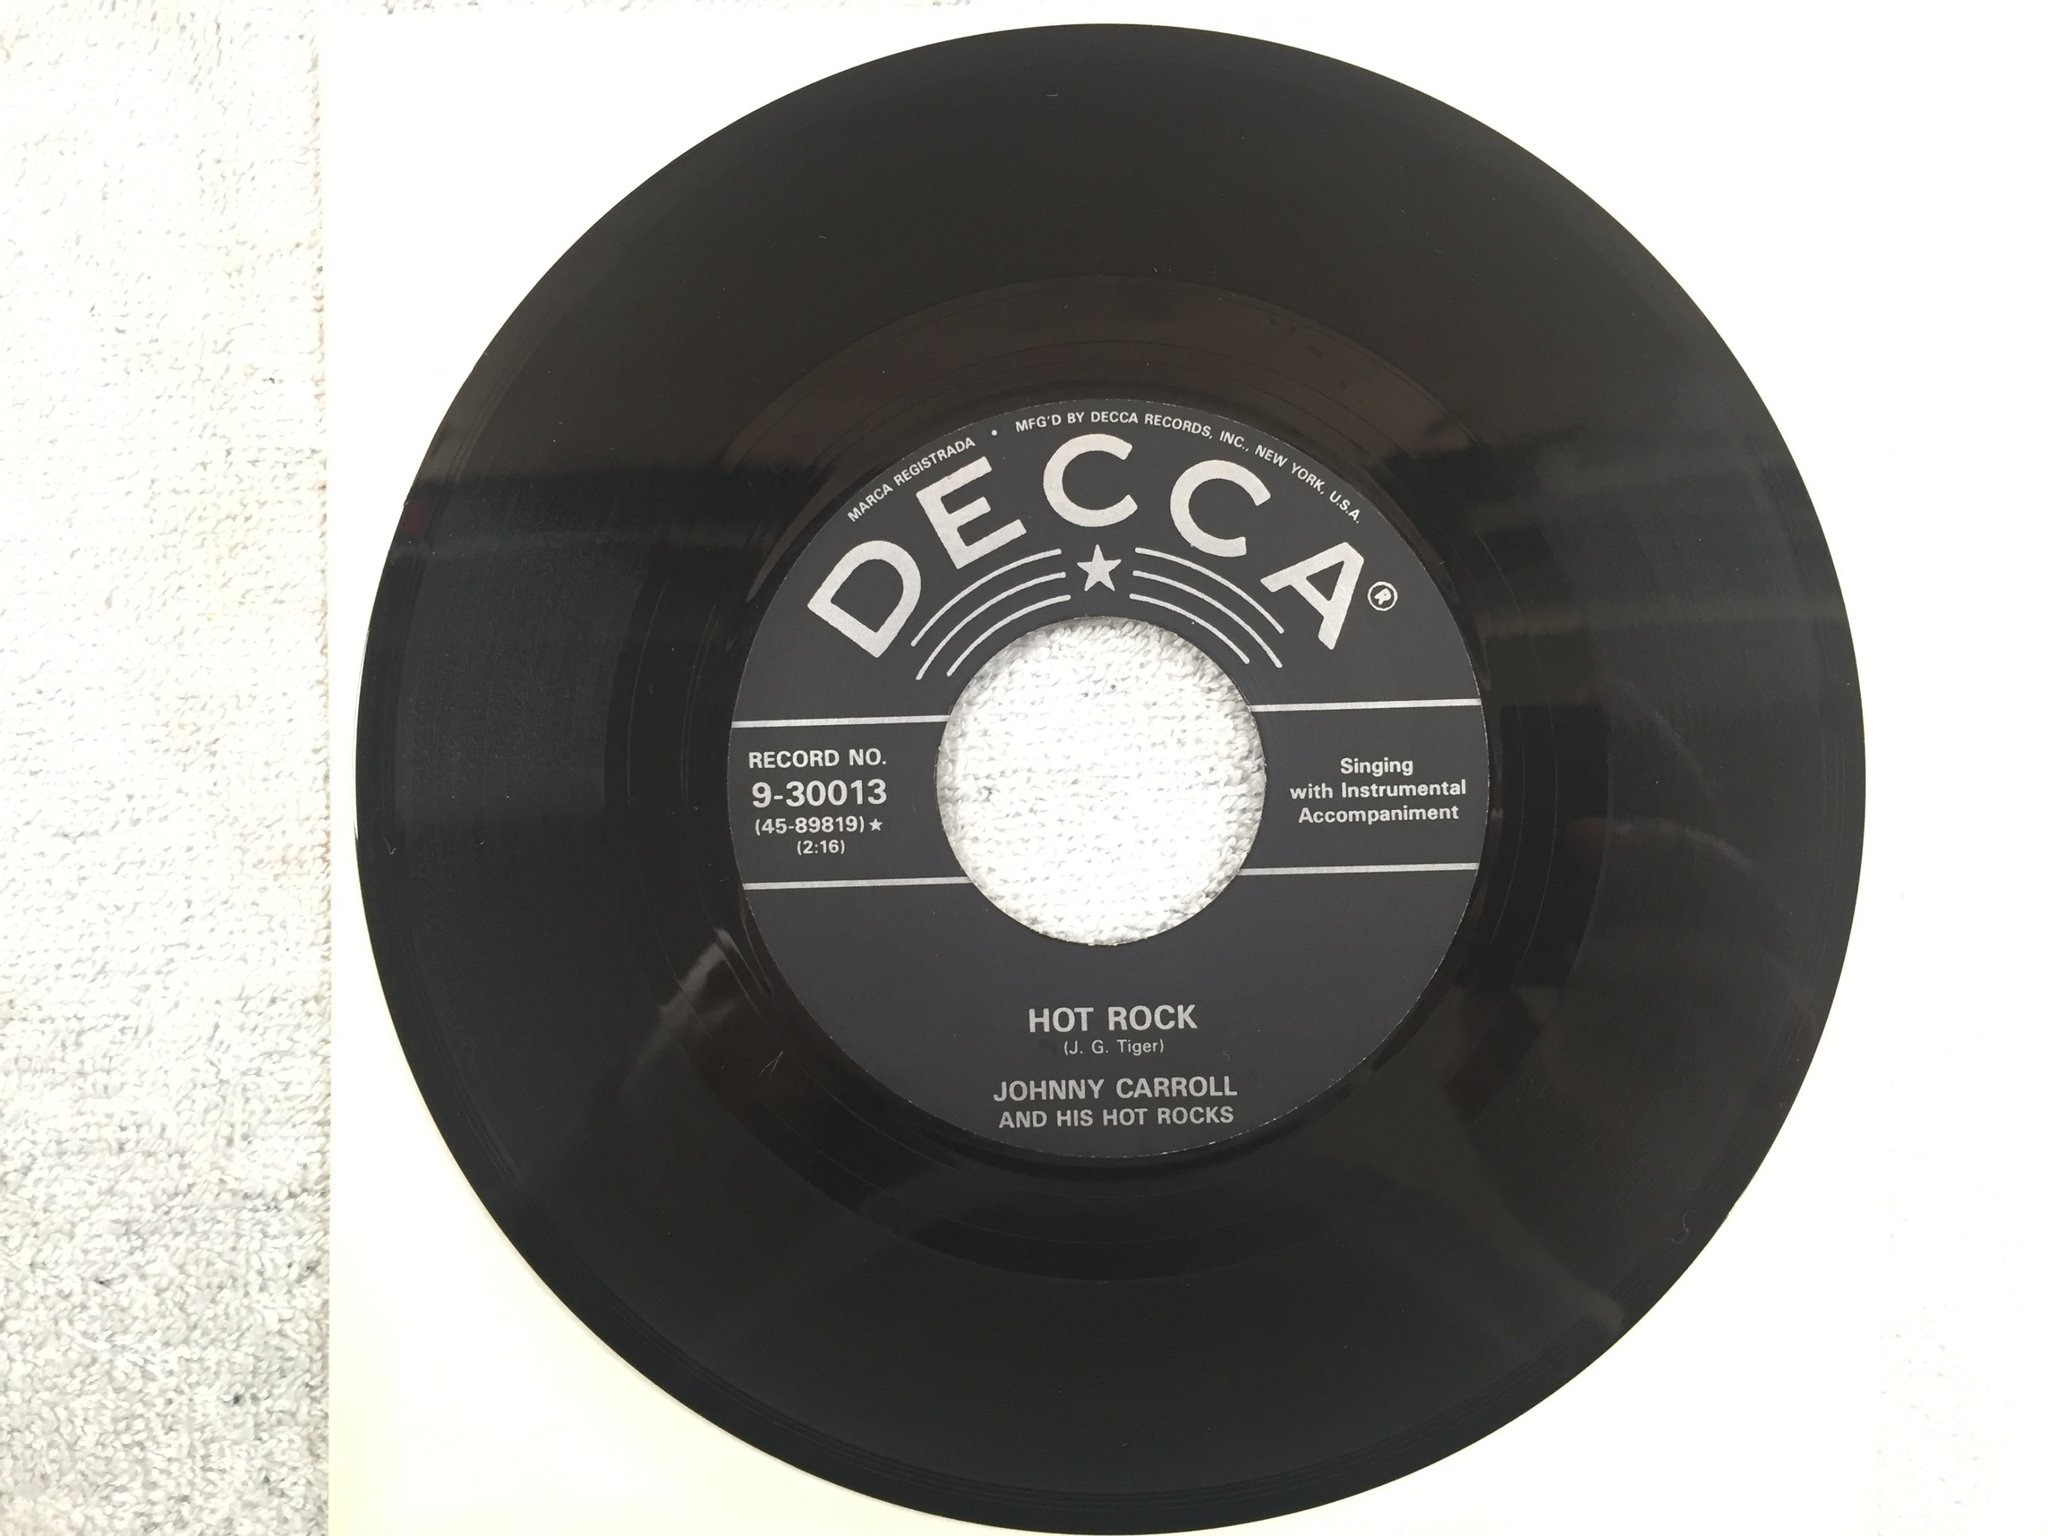 MARCA REGISTRADA • MFG'D BY DECCA RECORDS, INC., NEW YORK, U.S.A.
DECCA®
RECORD NO.
9-30013
(45-89819)★
(2:16)
Singing
with Instrumental
Accompaniment
HOT ROCK
(J. G. Tiger)
JOHNNY CARROLL
AND HIS HOT ROCKS